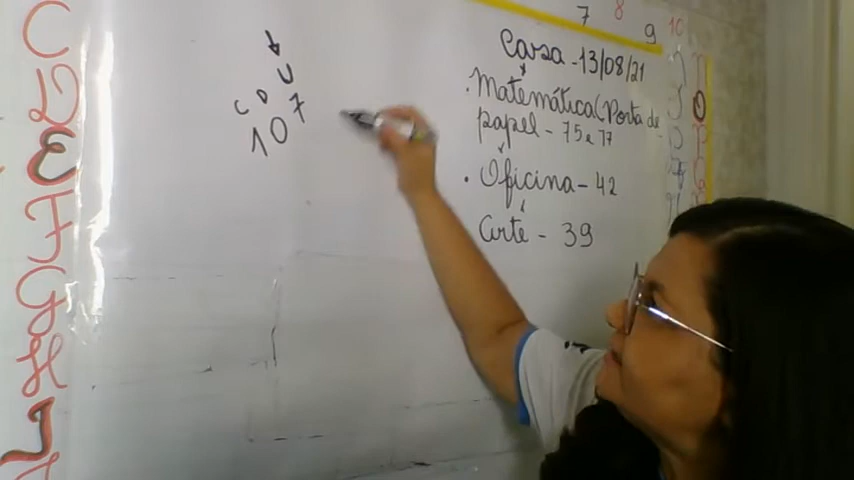 7 8 9 10
Casa - 13/08/21
C D U
1 0 7
. Matemática (Porta de
papel - 75 e 77
. Oficina - 42
Arte - 39
C
D
E
F
G
H